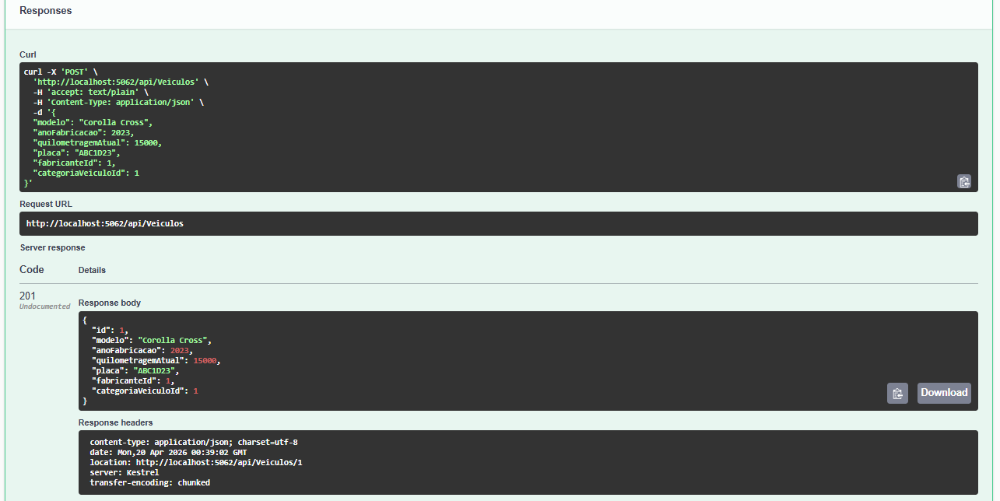 Responses
Curl
curl -X 'POST' \
  'http://localhost:5062/api/Veiculos' \
  -H 'accept: text/plain' \
  -H 'Content-Type: application/json' \
  -d '{
  "modelo": "Corolla Cross",
  "anoFabricacao": 2023,
  "quilometragemAtual": 15000,
  "placa": "ABC1D23",
  "fabricanteId": 1,
  "categoriaVeiculoId": 1
}'
Request URL
http://localhost:5062/api/Veiculos
Server response
Code Details
201
Undocumented
Response body
{
  "id": 1,
  "modelo": "Corolla Cross",
  "anoFabricacao": 2023,
  "quilometragemAtual": 15000,
  "placa": "ABC1D23",
  "fabricanteId": 1,
  "categoriaVeiculoId": 1
}
Download
Response headers
content-type: application/json; charset=utf-8
date: Mon,20 Apr 2026 00:39:02 GMT
location: http://localhost:5062/api/Veiculos/1
server: Kestrel
transfer-encoding: chunked